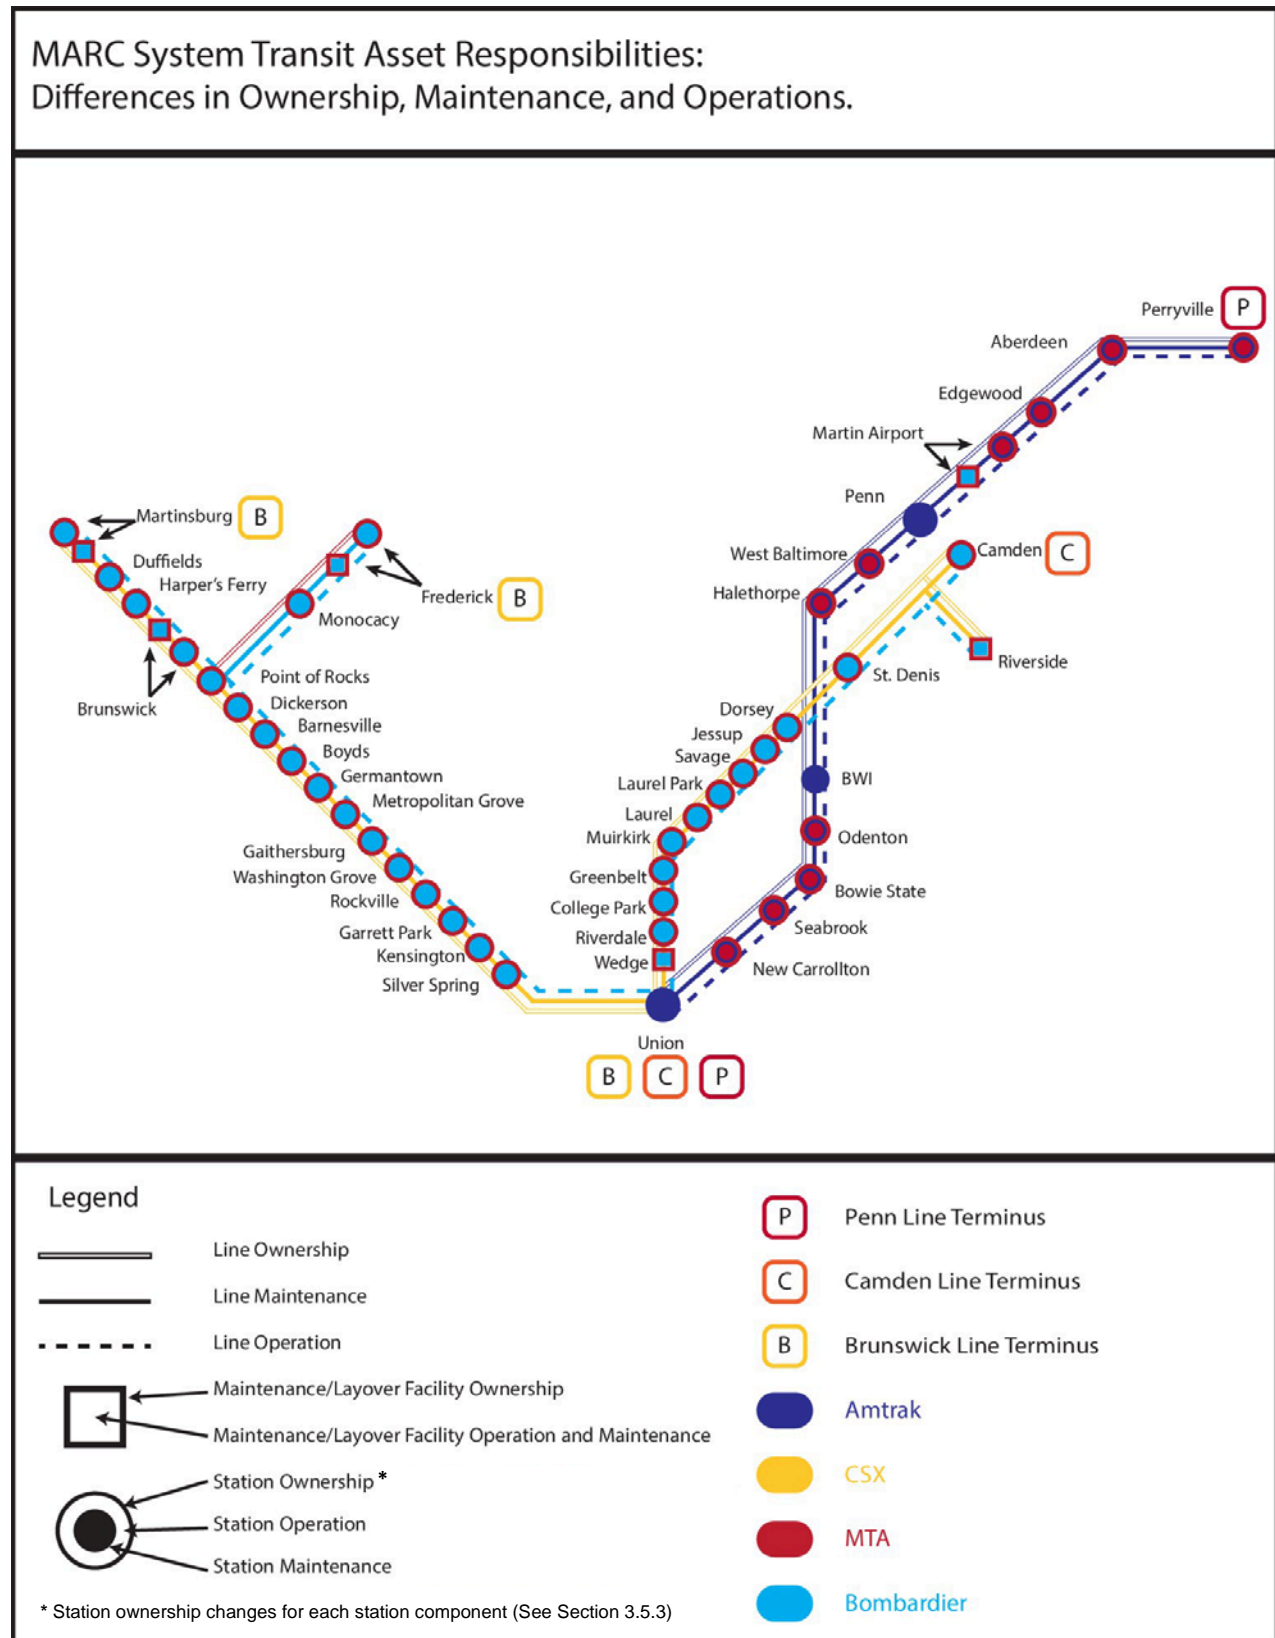 MARC System Transit Asset Responsibilities:
Differences in Ownership, Maintenance, and Operations.
Perryville P
Aberdeen
Edgewood
Martin Airport
Penn
West Baltimore
Camden C
Halethorpe
Martinsburg B
Duffields
Harper's Ferry
Frederick B
Monocacy
Riverside
St. Denis
Point of Rocks
Brunswick
Dickerson
Barnesville
Boyds
Germantown
Metropolitan Grove
Gaithersburg
Washington Grove
Rockville
Garrett Park
Kensington
Silver Spring
Dorsey
Jessup
Savage
Laurel Park
Laurel
Muirkirk
Greenbelt
College Park
Riverdale
Wedge
BWI
Odenton
Bowie State
Seabrook
New Carrollton
Union
B C P
Legend
Line Ownership
Line Maintenance
Line Operation
Maintenance/Layover Facility Ownership
Maintenance/Layover Facility Operation and Maintenance
Station Ownership *
Station Operation
Station Maintenance
* Station ownership changes for each station component (See Section 3.5.3)
P Penn Line Terminus
C Camden Line Terminus
B Brunswick Line Terminus
Amtrak
CSX
MTA
Bombardier